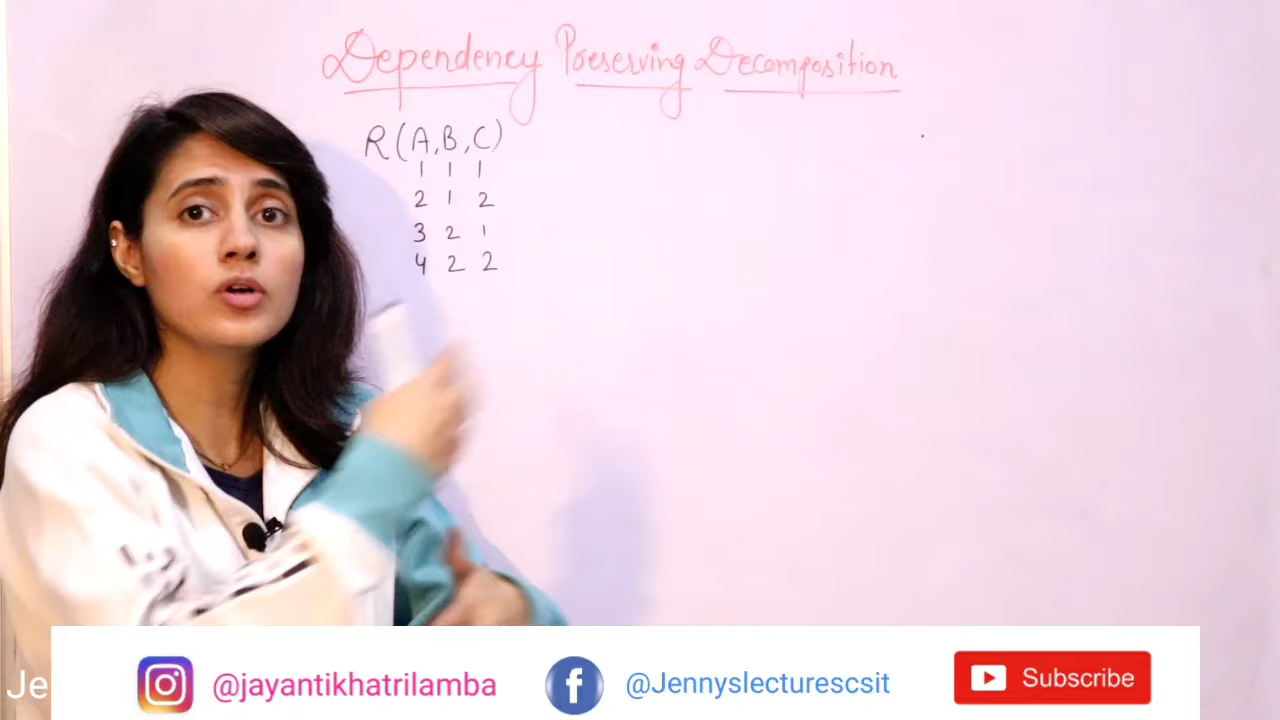 Dependency Preserving Decomposition
R(A,B,C)
1 1 1
2 1 2
3 2 1
4 2 2
Je
@jayantikhatrilamba
@Jennyslecturescsit
Subscribe